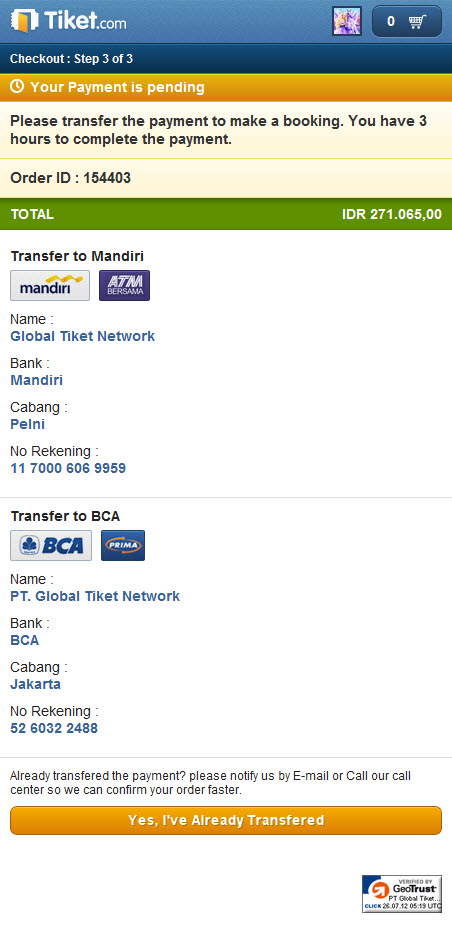 Tiket.com
0
Checkout : Step 3 of 3
Your Payment is pending
Please transfer the payment to make a booking. You have 3
hours to complete the payment.
Order ID : 154403
TOTAL IDR 271.065,00
Transfer to Mandiri
mandiri ATM BERSAMA
Name :
Global Tiket Network
Bank :
Mandiri
Cabang :
Pelni
No Rekening :
11 7000 606 9959
Transfer to BCA
BCA PRIMA
Name :
PT. Global Tiket Network
Bank :
BCA
Cabang :
Jakarta
No Rekening :
52 6032 2488
Already transfered the payment? please notify us by E-mail or Call our call
center so we can confirm your order faster.
Yes, I've Already Transfered
VERIFIED BY
GeoTrust
PT Global Tiket...
CLICK 26.07.12 05:19 UTC